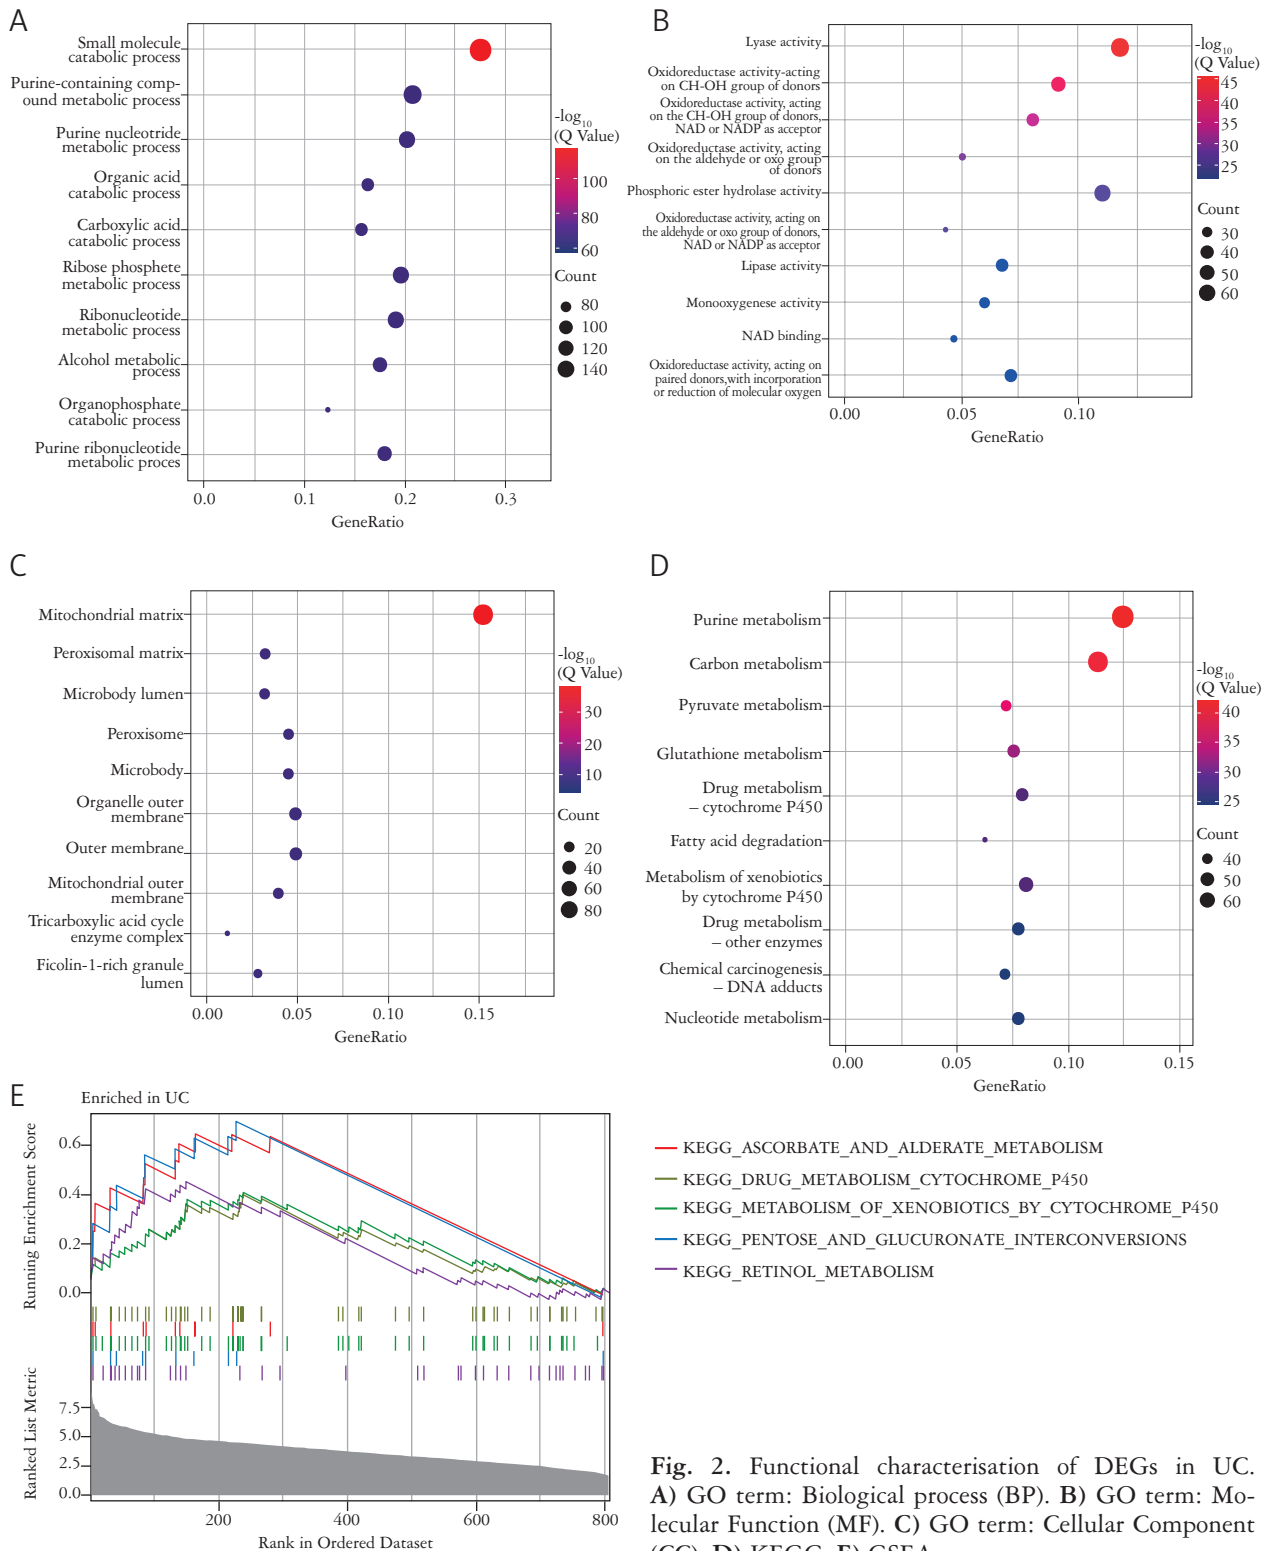 A
Small molecule
catabolic process
Purine-containing comp-
ound metabolic process
Purine nucleotride
metabolic process
Organic acid
catabolic process
Carboxylic acid
catabolic process
Ribose phosphete
metabolic process
Ribonucleotide
metabolic process
Alcohol metabolic
process
Organophosphate
catabolic process
Purine ribonucleotide
metabolic proces
0.0 0.1 0.2 0.3
GeneRatio
-log10
(Q Value)
100
80
60
Count
80
100
120
140
B
Lyase activity
Oxidoreductase activity-acting
on CH-OH group of donors
Oxidoreductase activity, acting
on the CH-OH group of donors,
NAD or NADP as acceptor
Oxidoreductase activity, acting
on the aldehyde or oxo group
of donors
Phosphoric ester hydrolase activity
Oxidoreductase activity, acting on
the aldehyde or oxo group of donors,
NAD or NADP as acceptor
Lipase activity
Monooxygenese activity
NAD binding
Oxidoreductase activity, acting on
paired donors,with incorporation
or reduction of molecular oxygen
0.00 0.05 0.10
GeneRatio
-log10
(Q Value)
45
40
35
30
25
Count
30
40
50
60
C
Mitochondrial matrix
Peroxisomal matrix
Microbody lumen
Peroxisome
Microbody
Organelle outer
membrane
Outer membrane
Mitochondrial outer
membrane
Tricarboxylic acid cycle
enzyme complex
Ficolin-1-rich granule
lumen
0.00 0.05 0.10 0.15
GeneRatio
-log10
(Q Value)
30
20
10
Count
20
40
60
80
D
Purine metabolism
Carbon metabolism
Pyruvate metabolism
Glutathione metabolism
Drug metabolism
– cytochrome P450
Fatty acid degradation
Metabolism of xenobiotics
by cytochrome P450
Drug metabolism
– other enzymes
Chemical carcinogenesis
– DNA adducts
Nucleotide metabolism
0.00 0.05 0.10 0.15
GeneRatio
-log10
(Q Value)
40
35
30
25
Count
40
50
60
E
Enriched in UC
Running Enrichment Score
0.6
0.4
0.2
0.0
Ranked List Metric
7.5
5.0
2.5
0.0
200 400 600 800
Rank in Ordered Dataset
KEGG_ASCORBATE_AND_ALDERATE_METABOLISM
KEGG_DRUG_METABOLISM_CYTOCHROME_P450
KEGG_METABOLISM_OF_XENOBIOTICS_BY_CYTOCHROME_P450
KEGG_PENTOSE_AND_GLUCURONATE_INTERCONVERSIONS
KEGG_RETINOL_METABOLISM
Fig. 2. Functional characterisation of DEGs in UC.
A) GO term: Biological process (BP). B) GO term: Mo-
lecular Function (MF). C) GO term: Cellular Component
(CC). D) KEGG. E) GSEA